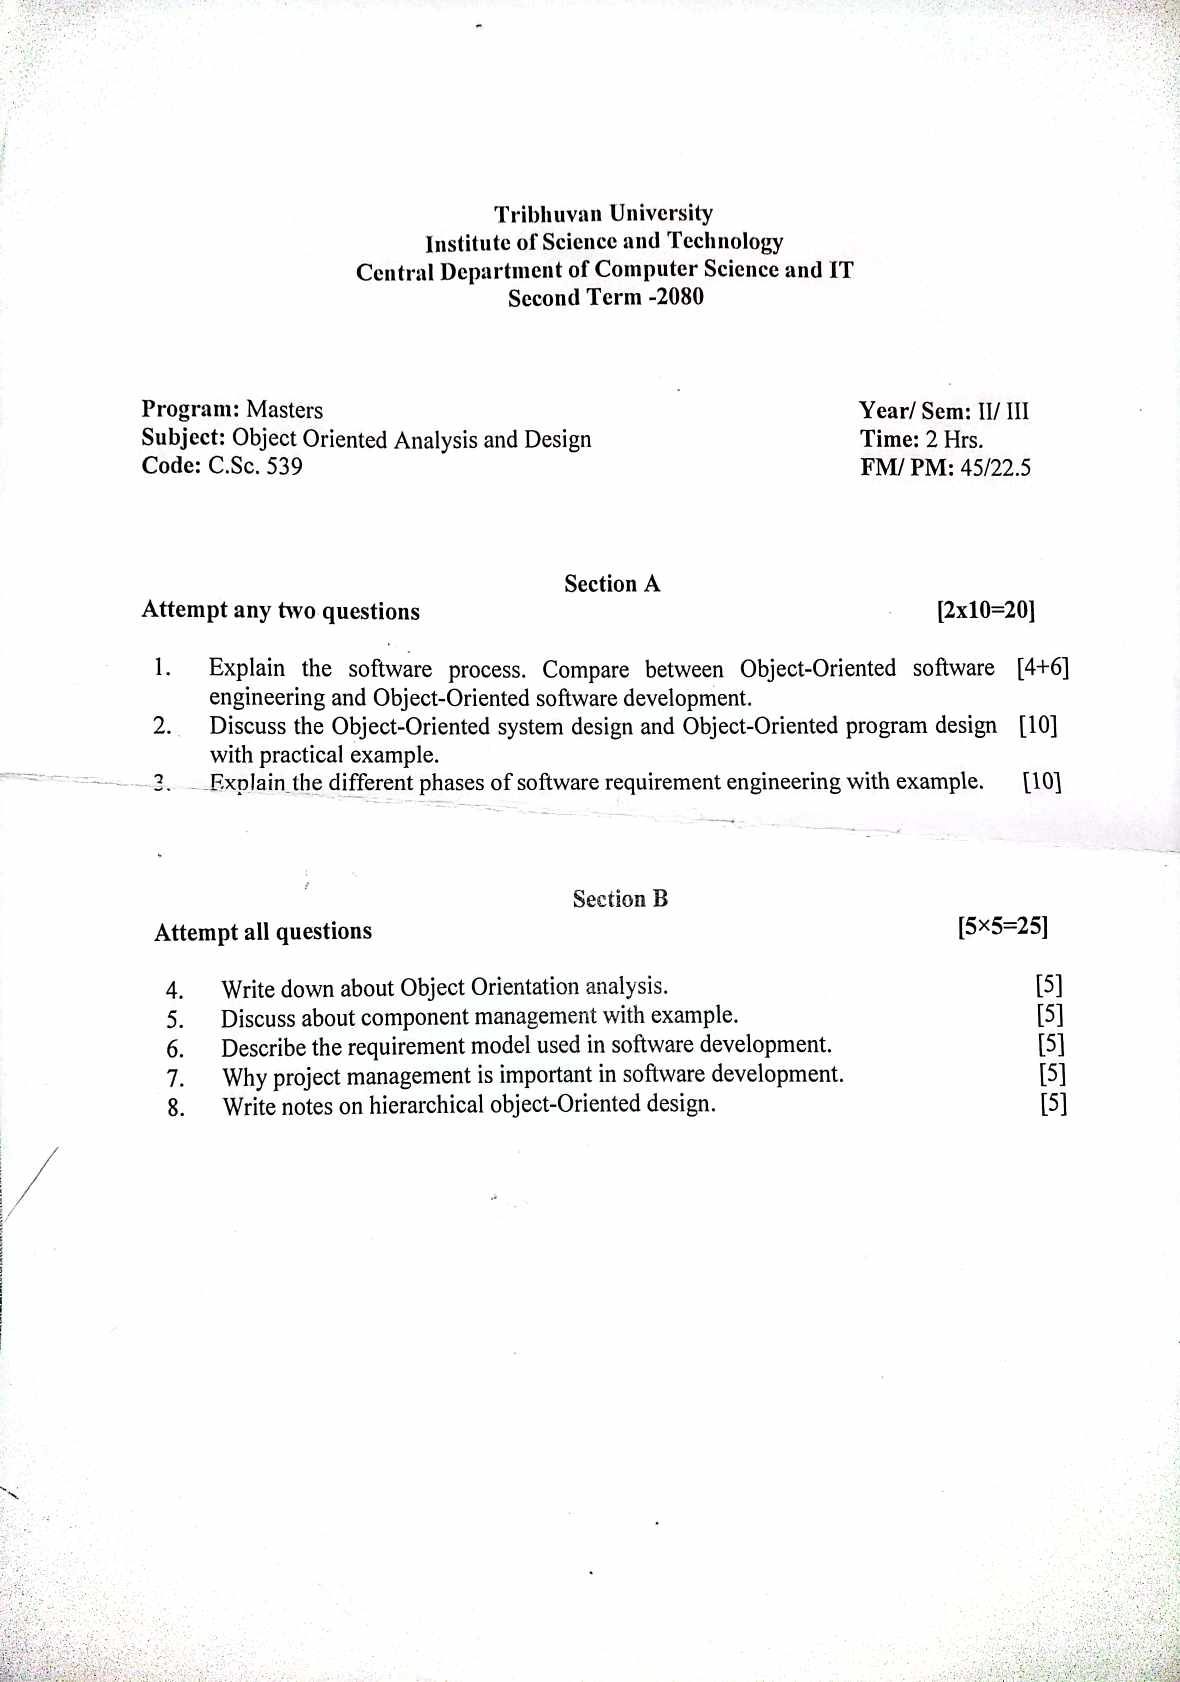 Tribhuvan University
Institute of Science and Technology
Central Department of Computer Science and IT
Second Term -2080
Program: Masters Year/ Sem: II/ III
Subject: Object Oriented Analysis and Design Time: 2 Hrs.
Code: C.Sc. 539 FM/ PM: 45/22.5
Section A
Attempt any two questions [2x10=20]
1. Explain the software process. Compare between Object-Oriented software [4+6]
engineering and Object-Oriented software development.
2. Discuss the Object-Oriented system design and Object-Oriented program design [10]
with practical example.
3. Explain the different phases of software requirement engineering with example. [10]
Section B
Attempt all questions [5×5=25]
4. Write down about Object Orientation analysis. [5]
5. Discuss about component management with example. [5]
6. Describe the requirement model used in software development. [5]
7. Why project management is important in software development. [5]
8. Write notes on hierarchical object-Oriented design. [5]